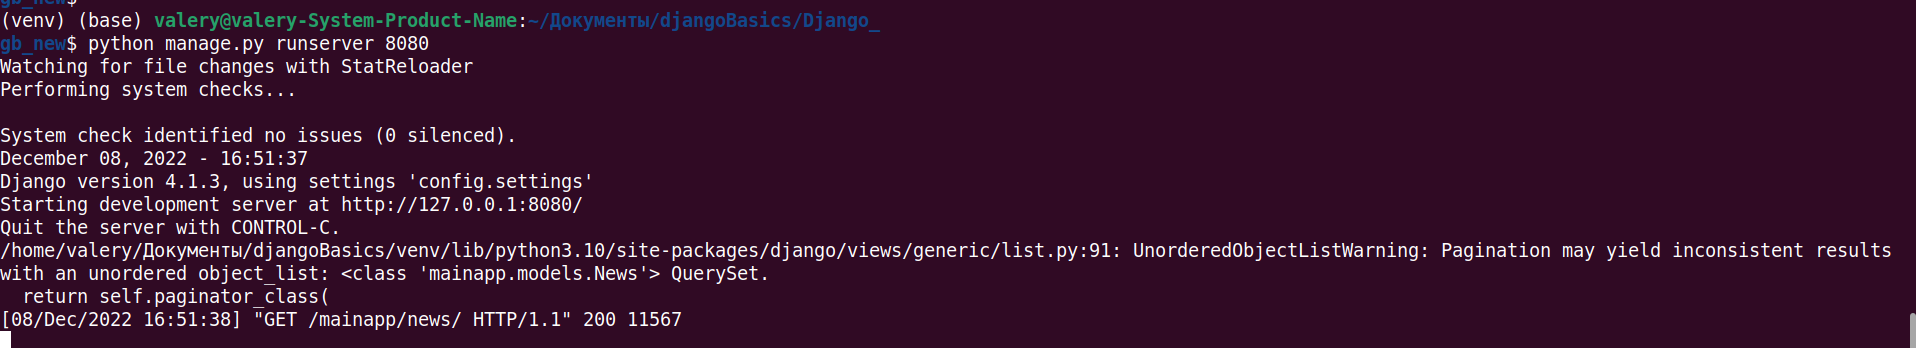 gb_new$
(venv) (base) valery@valery-System-Product-Name:~/Документы/djangoBasics/Django_
gb_new$ python manage.py runserver 8080
Watching for file changes with StatReloader
Performing system checks...
System check identified no issues (0 silenced).
December 08, 2022 - 16:51:37
Django version 4.1.3, using settings 'config.settings'
Starting development server at http://127.0.0.1:8080/
Quit the server with CONTROL-C.
/home/valery/Документы/djangoBasics/venv/lib/python3.10/site-packages/django/views/generic/list.py:91: UnorderedObjectListWarning: Pagination may yield inconsistent results
with an unordered object_list: <class 'mainapp.models.News'> QuerySet.
  return self.paginator_class(
[08/Dec/2022 16:51:38] "GET /mainapp/news/ HTTP/1.1" 200 11567